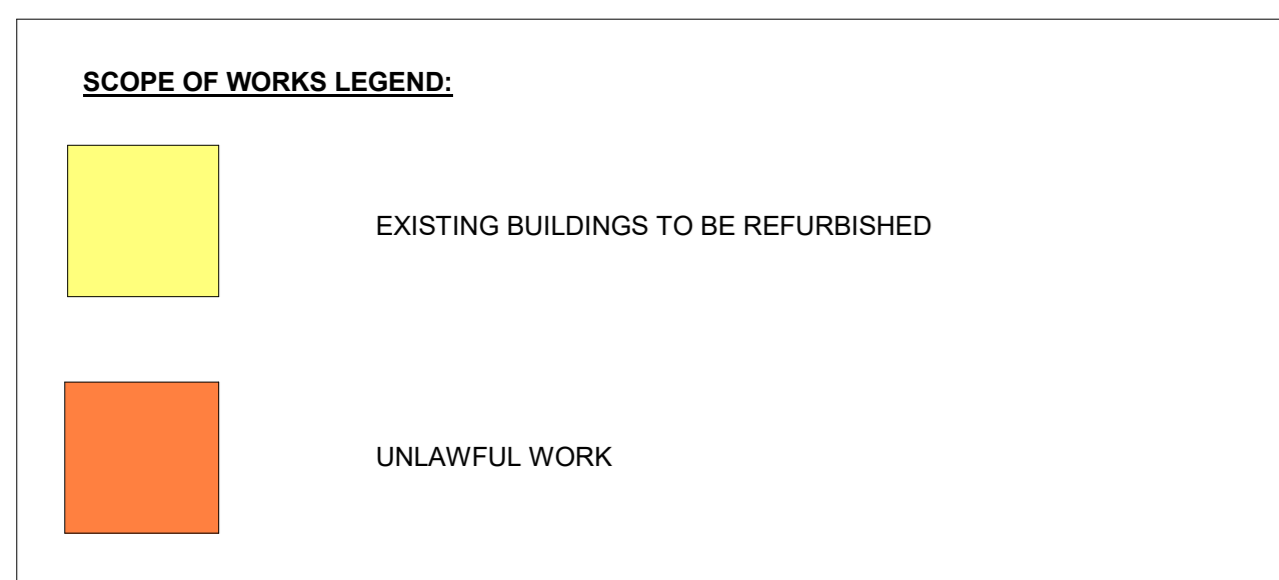 SCOPE OF WORKS LEGEND:
EXISTING BUILDINGS TO BE REFURBISHED
UNLAWFUL WORK